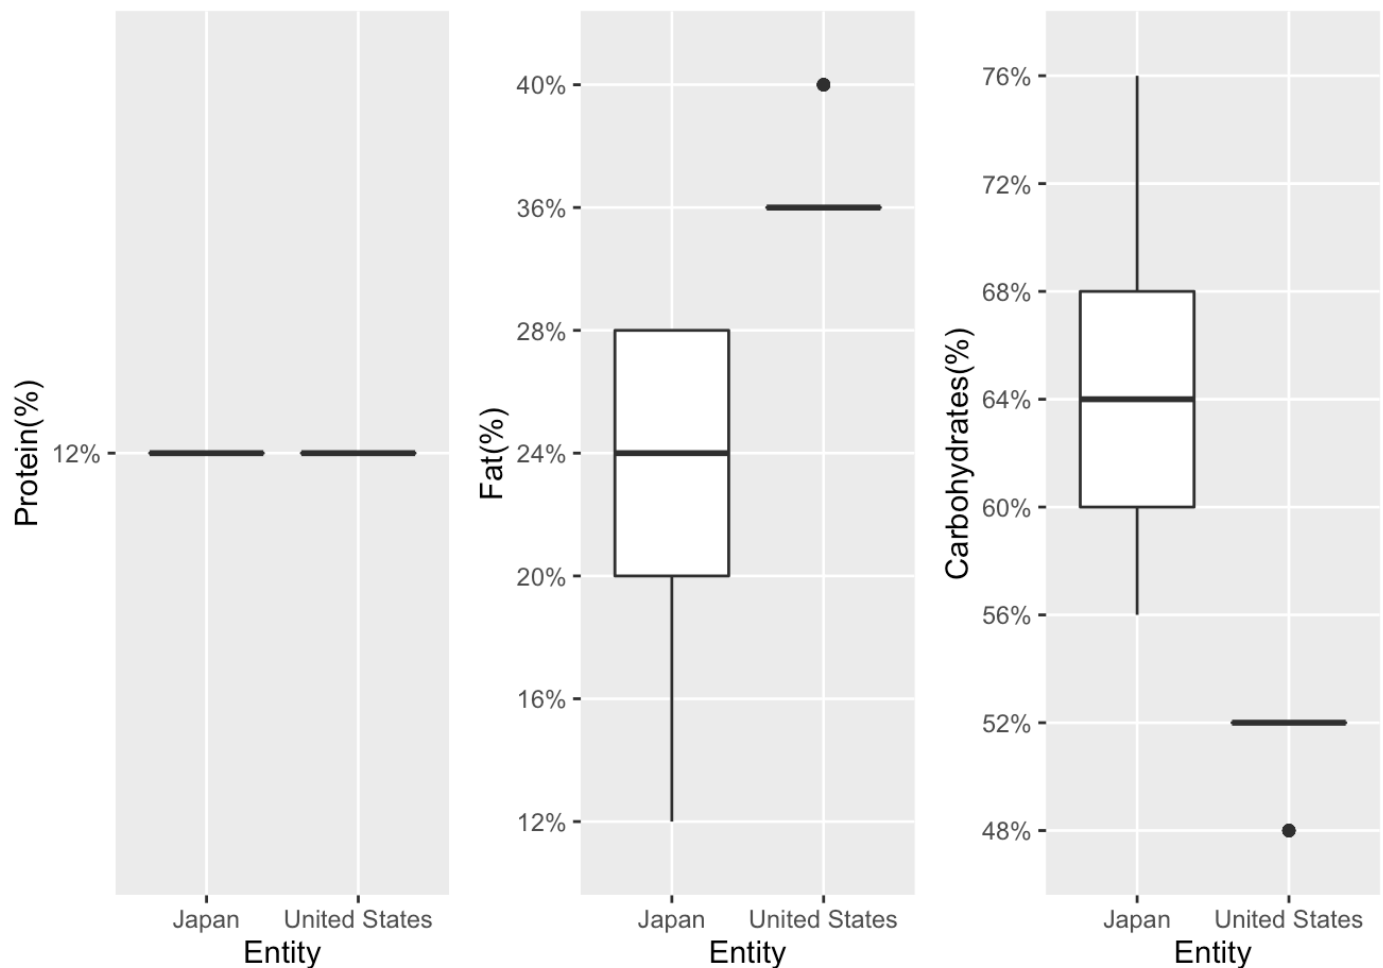 Protein(%)
12%
Japan United States
Entity
Fat(%)
40%
36%
28%
24%
20%
16%
12%
Japan United States
Entity
Carbohydrates(%)
76%
72%
68%
64%
60%
56%
52%
48%
Japan United States
Entity